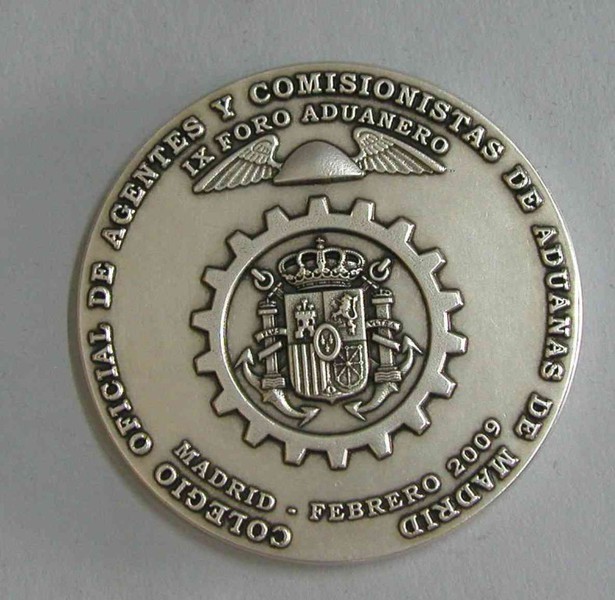 COLEGIO OFICIAL DE AGENTES Y COMISIONISTAS DE ADUANAS DE MADRID
IX FORO ADUANERO
MADRID - FEBRERO 2009